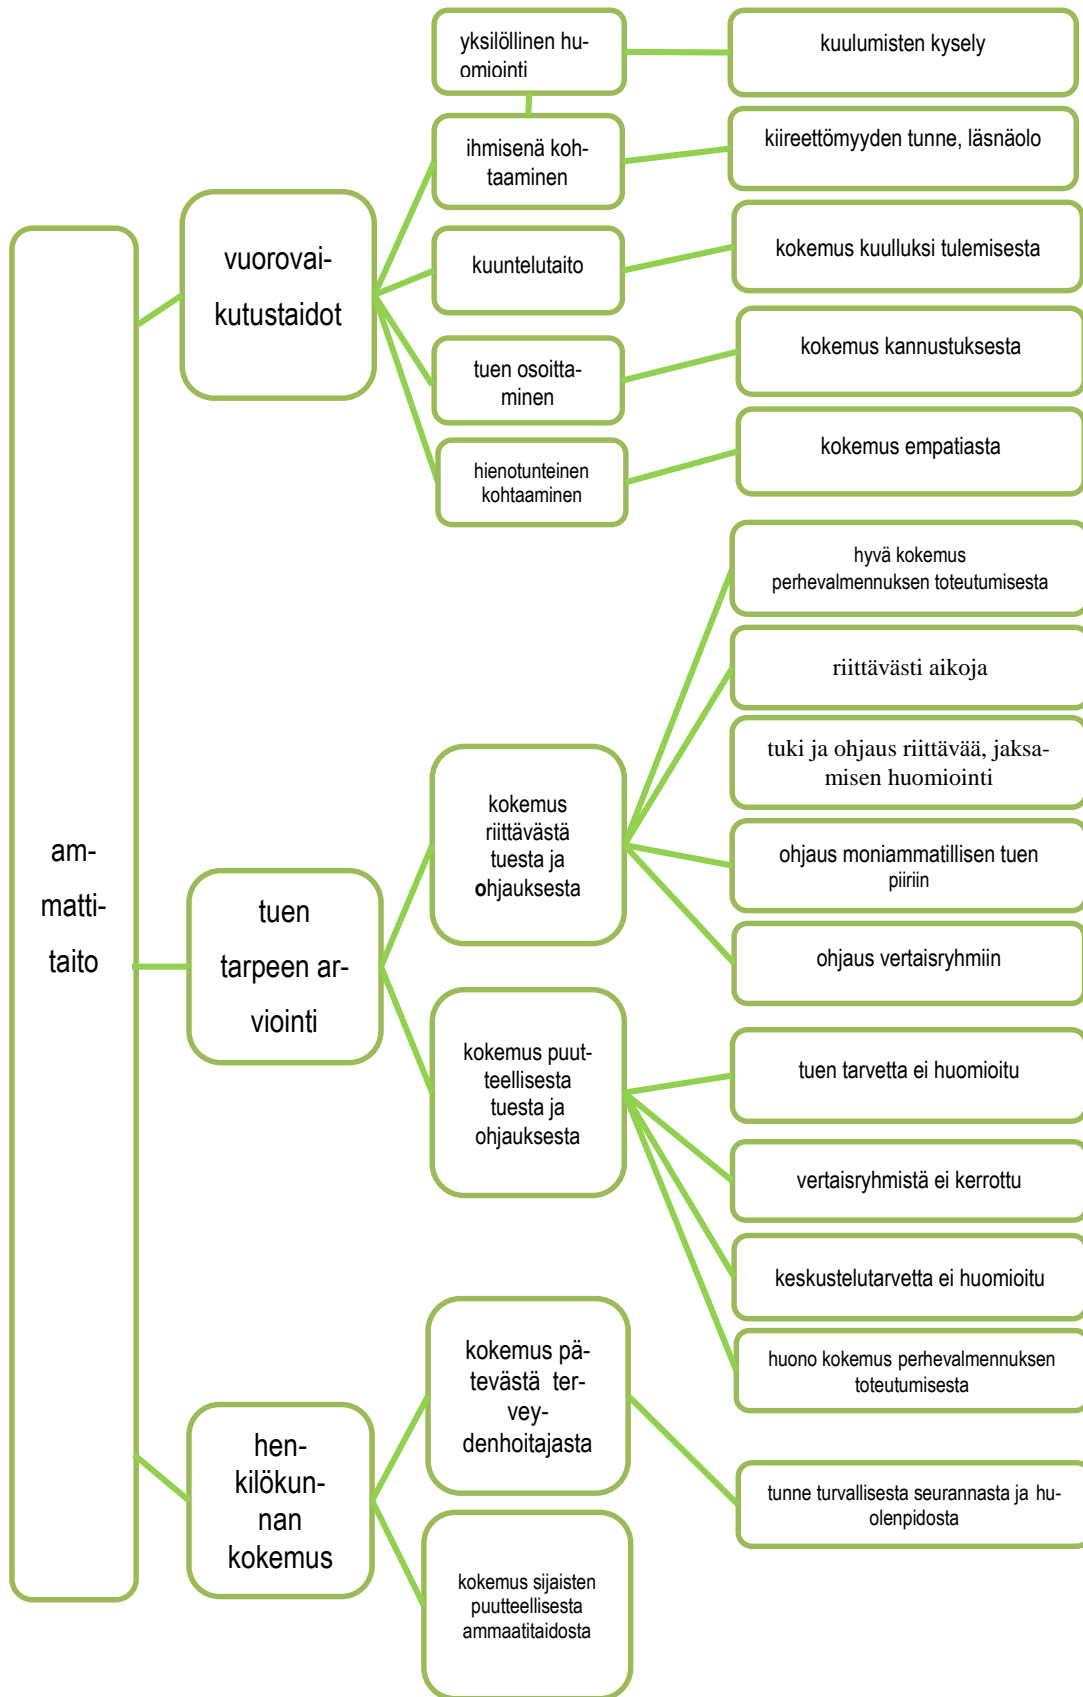 yksilöllinen hu-
omiointi
kuulumisten kysely
ihmisenä koh-
taaminen
kiireettömyyden tunne, läsnäolo
vuorovai-
kutustaidot
kuuntelutaito
kokemus kuulluksi tulemisesta
tuen osoitta-
minen
kokemus kannustuksesta
hienotunteinen
kohtaaminen
kokemus empatiasta
am-
matti-
taito
tuen
tarpeen ar-
viointi
kokemus
riittävästä
tuesta ja
ohjauksesta
hyvä kokemus
perhevalmennuksen toteutumisesta
riittävästi aikoja
tuki ja ohjaus riittävää, jaksa-
misen huomiointi
ohjaus moniammatillisen tuen
piiriin
ohjaus vertaisryhmiin
kokemus puut-
teellisesta
tuesta ja
ohjauksesta
tuen tarvetta ei huomioitu
vertaisryhmistä ei kerrottu
keskustelutarvetta ei huomioitu
huono kokemus perhevalmennuksen
toteutumisesta
hen-
kilökun-
nan
kokemus
kokemus pä-
tevästä ter-
vey-
denhoitajasta
tunne turvallisesta seurannasta ja hu-
olenpidosta
kokemus sijaisten
puutteellisesta
ammaatitaidosta